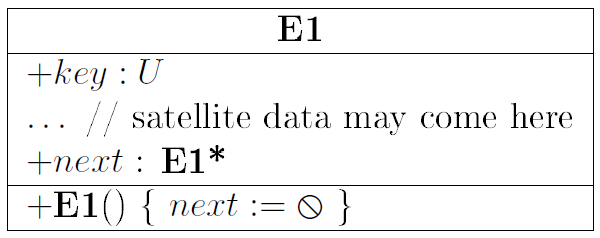 E1
+key : U
... // satellite data may come here
+next : E1*
+E1() { next := ⦸ }